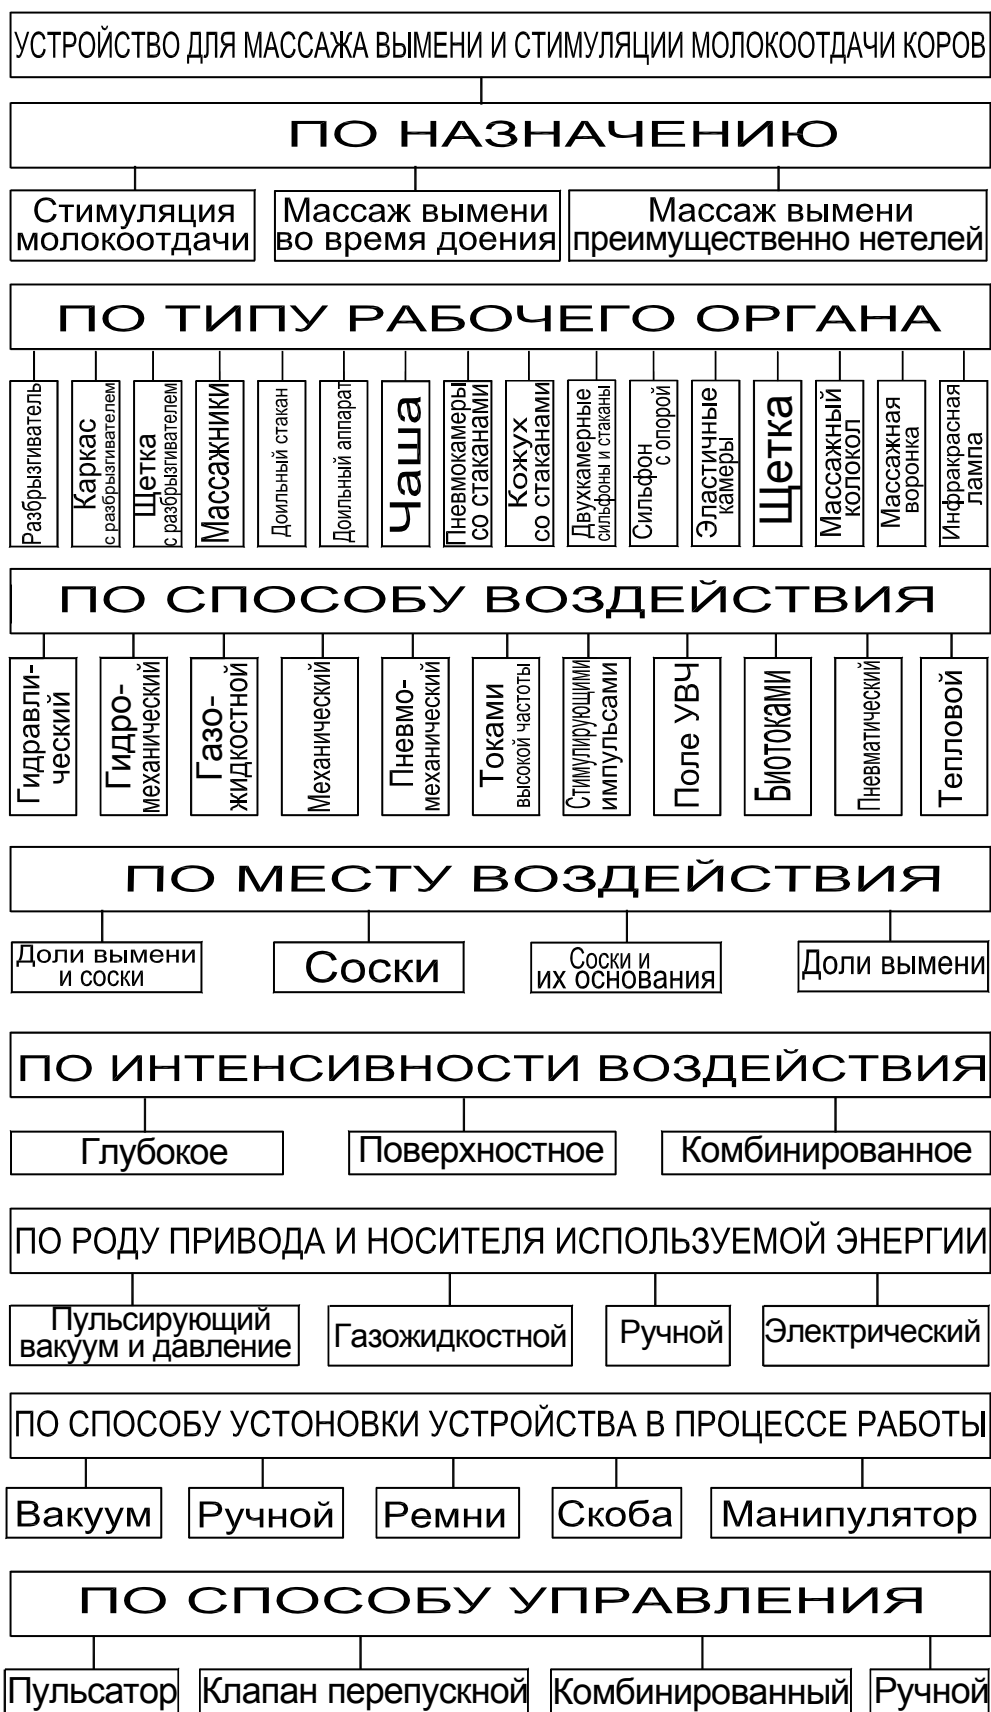 УСТРОЙСТВО ДЛЯ МАССАЖА ВЫМЕНИ И СТИМУЛЯЦИИ МОЛОКООТДАЧИ КОРОВ
ПО НАЗНАЧЕНИЮ
Стимуляция
молокоотдачи
Массаж вымени
во время доения
Массаж вымени
преимущественно нетелей
ПО ТИПУ РАБОЧЕГО ОРГАНА
Разбрызгиватель
Каркас
с разбрызгивателем
Щетка
с разбрызгивателем
Массажники
Доильный стакан
Доильный аппарат
Чаша
Пневмокамеры
со стаканами
Кожух
со стаканами
Двухкамерные
сильфоны и стаканы
Сильфон
с опорой
Эластичные
камеры
Щетка
Массажный
колокол
Массажная
воронка
Инфракрасная
лампа
ПО СПОСОБУ ВОЗДЕЙСТВИЯ
Гидравли-
ческий
Гидро-
механический
Газо-
жидкостной
Механический
Пневмо-
механический
Токами
высокой частоты
Стимулирующими
импульсами
Поле УВЧ
Биотоками
Пневматический
Тепловой
ПО МЕСТУ ВОЗДЕЙСТВИЯ
Доли вымени
и соски
Соски
Соски и
их основания
Доли вымени
ПО ИНТЕНСИВНОСТИ ВОЗДЕЙСТВИЯ
Глубокое
Поверхностное
Комбинированное
ПО РОДУ ПРИВОДА И НОСИТЕЛЯ ИСПОЛЬЗУЕМОЙ ЭНЕРГИИ
Пульсирующий
вакуум и давление
Газожидкостной
Ручной
Электрический
ПО СПОСОБУ УСТОНОВКИ УСТРОЙСТВА В ПРОЦЕССЕ РАБОТЫ
Вакуум
Ручной
Ремни
Скоба
Манипулятор
ПО СПОСОБУ УПРАВЛЕНИЯ
Пульсатор
Клапан перепускной
Комбинированный
Ручной